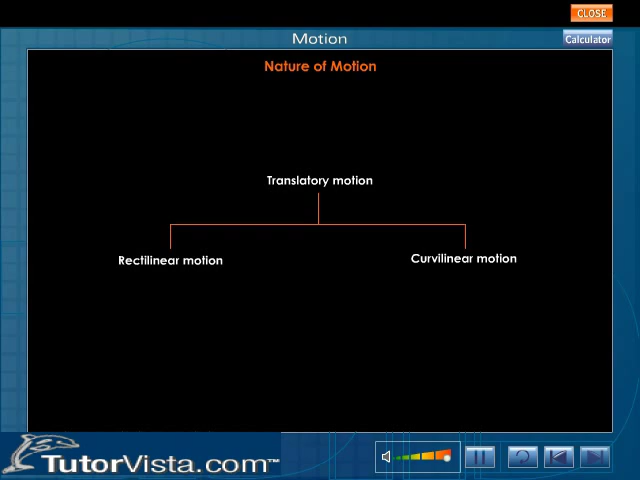 CLOSE
Motion
Calculator
Nature of Motion
Translatory motion
Rectilinear motion
Curvilinear motion
TutorVista.com™